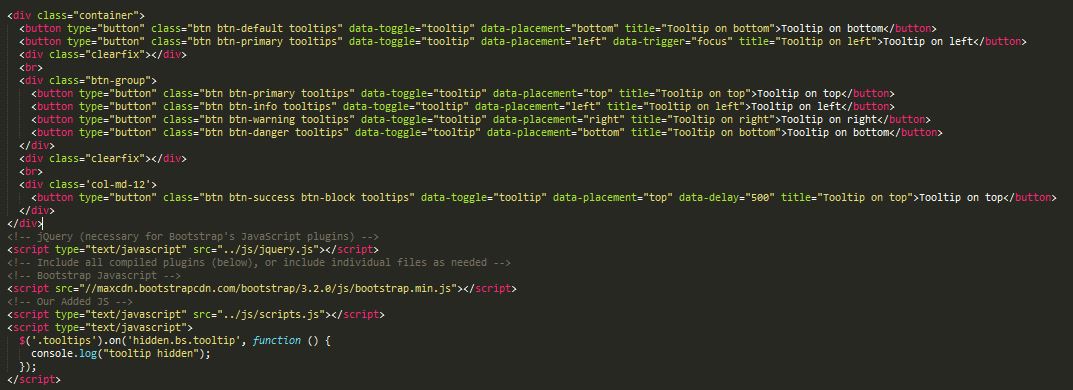 <div class="container">
<button type="button" class="btn btn-default tooltips" data-toggle="tooltip" data-placement="bottom" title="Tooltip on bottom">Tooltip on bottom</button>
<button type="button" class="btn btn-primary tooltips" data-toggle="tooltip" data-placement="left" data-trigger="focus" title="Tooltip on left">Tooltip on left</button>
<div class="clearfix"></div>
<br>
<div class="btn-group">
<button type="button" class="btn btn-primary tooltips" data-toggle="tooltip" data-placement="top" title="Tooltip on top">Tooltip on top</button>
<button type="button" class="btn btn-info tooltips" data-toggle="tooltip" data-placement="left" title="Tooltip on left">Tooltip on left</button>
<button type="button" class="btn btn-warning tooltips" data-toggle="tooltip" data-placement="right" title="Tooltip on right">Tooltip on right</button>
<button type="button" class="btn btn-danger tooltips" data-toggle="tooltip" data-placement="bottom" title="Tooltip on bottom">Tooltip on bottom</button>
</div>
<div class="clearfix"></div>
<br>
<div class='col-md-12'>
<button type="button" class="btn btn-success btn-block tooltips" data-toggle="tooltip" data-placement="top" data-delay="500" title="Tooltip on top">Tooltip on top</button>
</div>
</div>
<!-- jQuery (necessary for Bootstrap's JavaScript plugins) -->
<script type="text/javascript" src="../js/jquery.js"></script>
<!-- Include all compiled plugins (below), or include individual files as needed -->
<!-- Bootstrap Javascript -->
<script src="//maxcdn.bootstrapcdn.com/bootstrap/3.2.0/js/bootstrap.min.js"></script>
<!-- Our Added JS -->
<script type="text/javascript" src="../js/scripts.js"></script>
<script type="text/javascript">
$('.tooltips').on('hidden.bs.tooltip', function () {
console.log("tooltip hidden");
});
</script>